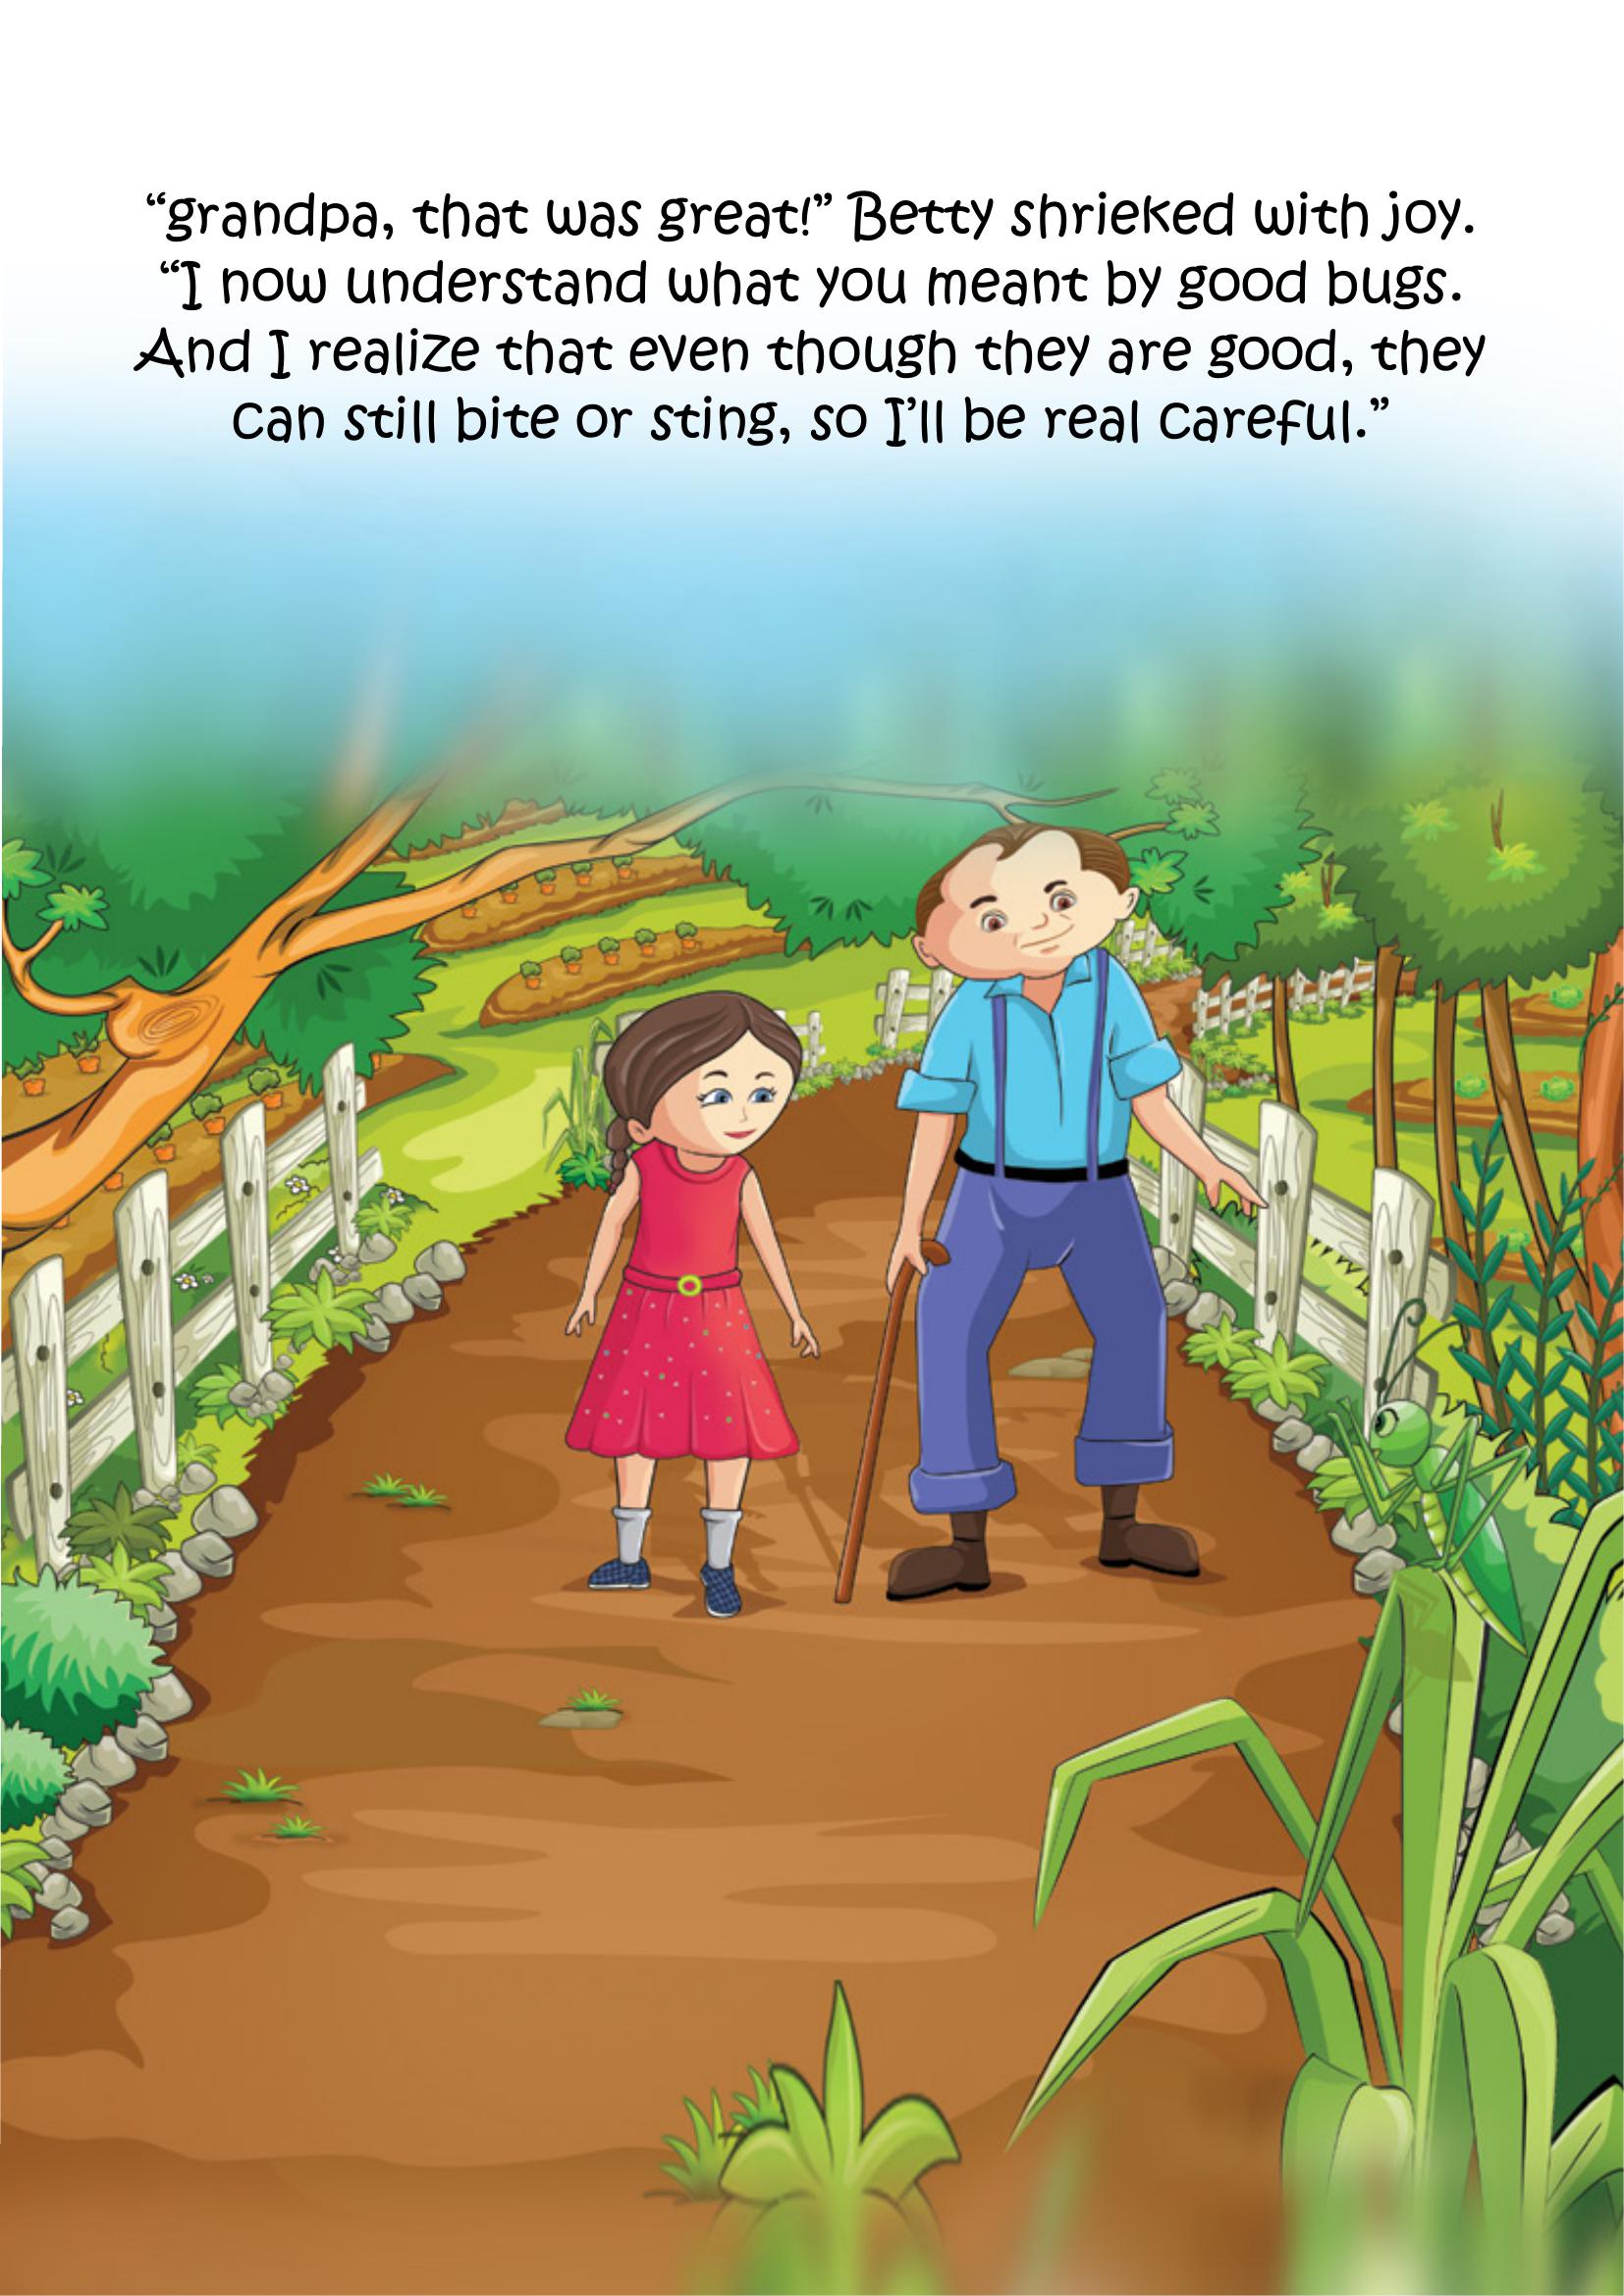 “grandpa, that was great!” Betty shrieked with joy.
“I now understand what you meant by good bugs.
And I realize that even though they are good, they
can still bite or sting, so I’ll be real careful.”